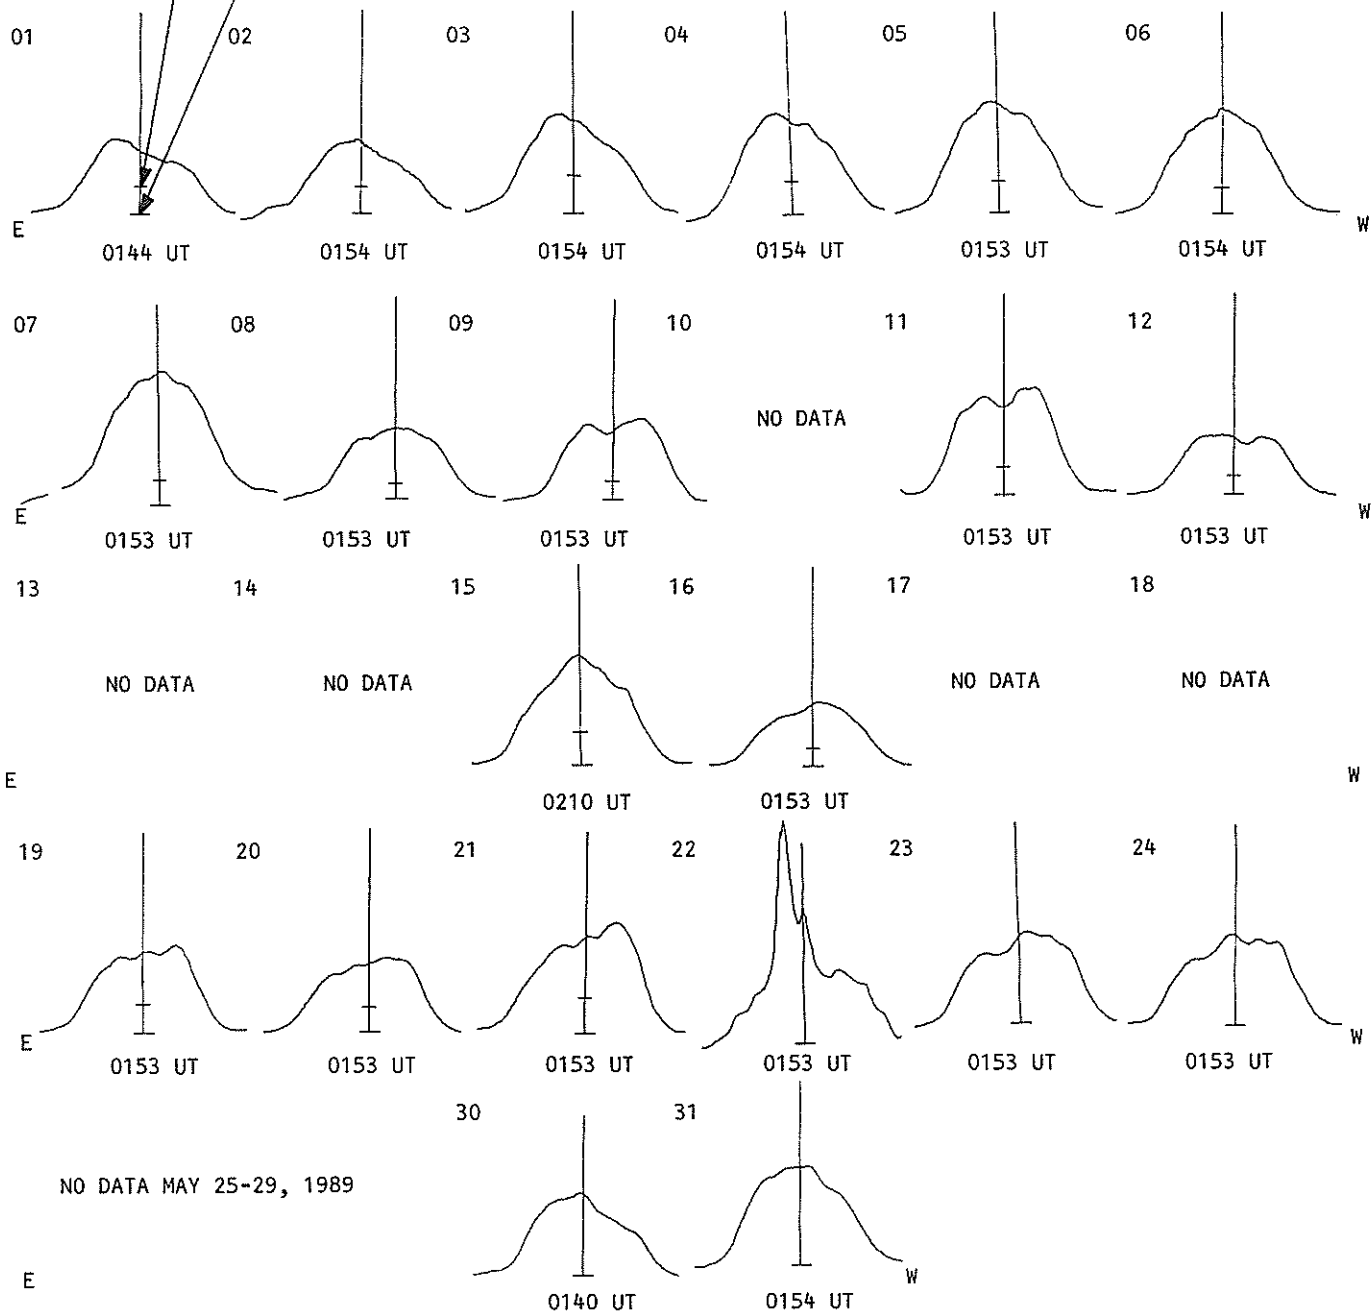 01 02 03 04 05 06
E W
0144 UT 0154 UT 0154 UT 0154 UT 0153 UT 0154 UT
07 08 09 10 11 12
NO DATA
E W
0153 UT 0153 UT 0153 UT 0153 UT 0153 UT
13 14 15 16 17 18
NO DATA NO DATA NO DATA NO DATA
E W
0210 UT 0153 UT
19 20 21 22 23 24
E W
0153 UT 0153 UT 0153 UT 0153 UT 0153 UT 0153 UT
30 31
NO DATA MAY 25-29, 1989
E W
0140 UT 0154 UT